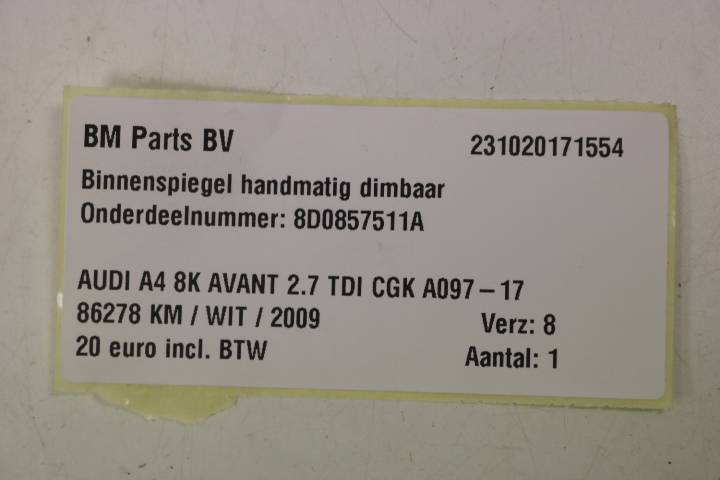 BM Parts BV 231020171554
Binnenspiegel handmatig dimbaar
Onderdeelnummer: 8D0857511A
AUDI A4 8K AVANT 2.7 TDI CGK A097-17
86278 KM / WIT / 2009 Verz: 8
20 euro incl. BTW Aantal: 1